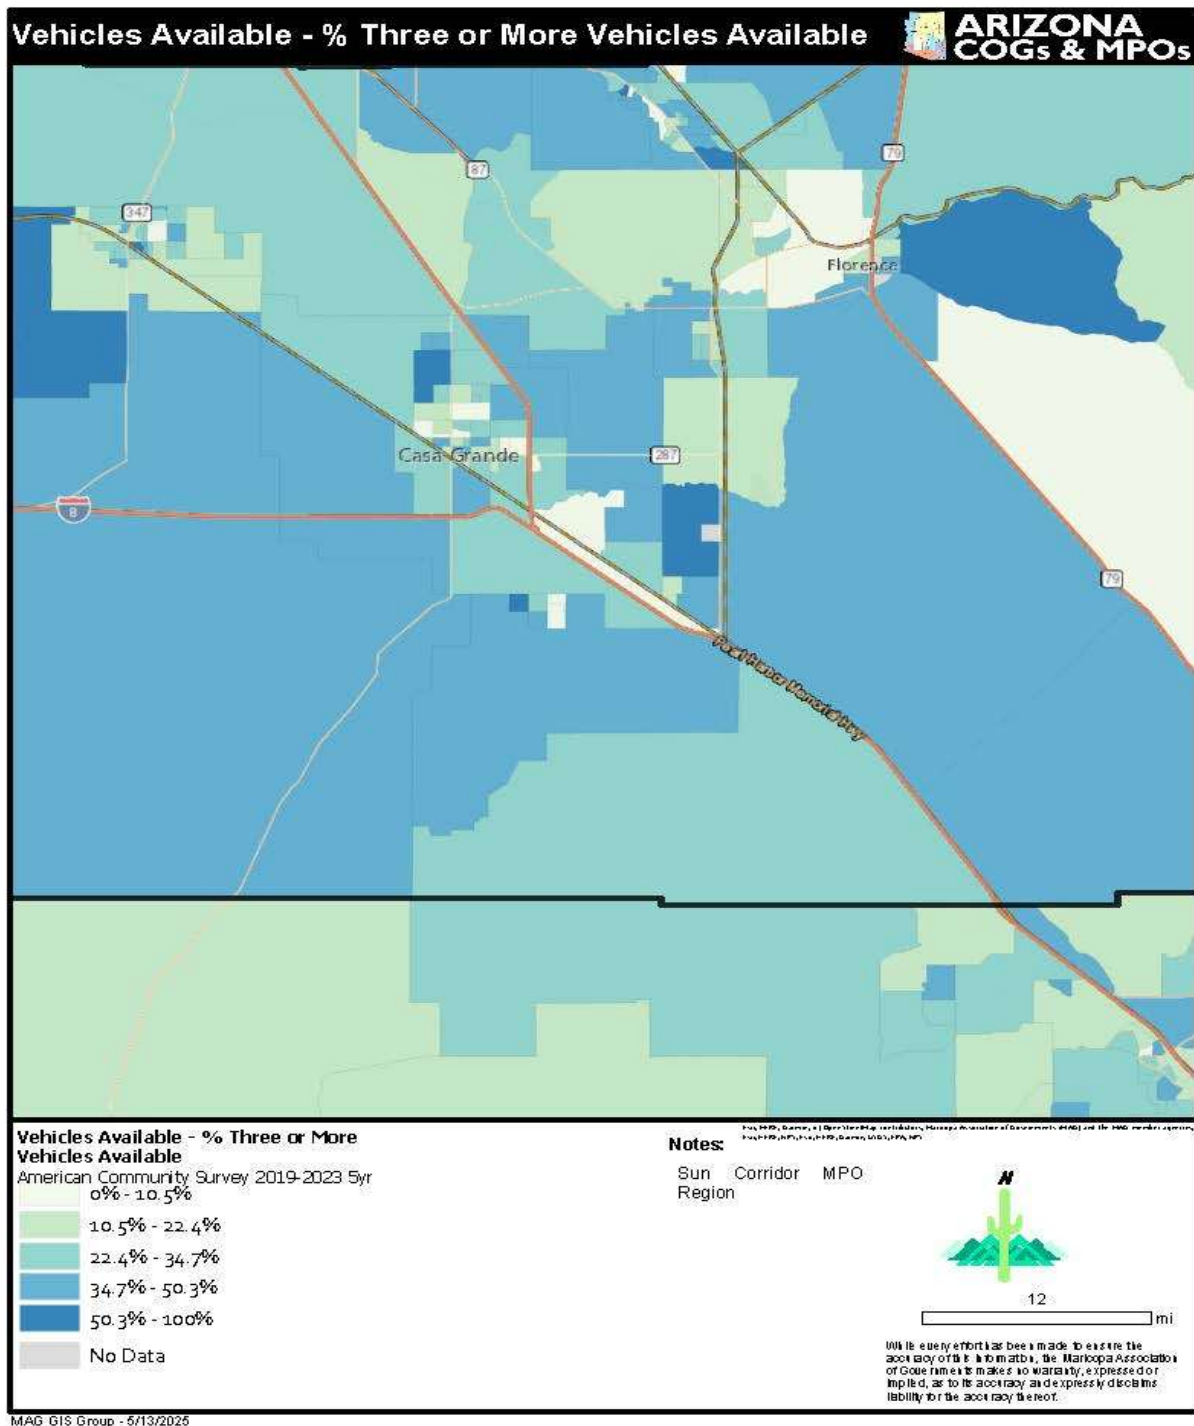 Vehicles Available - % Three or More Vehicles Available
ARIZONA
COGs & MPOs
87
79
347
Florence
Casa Grande
287
8
79
Pearl Harbor Memorial Hwy
Vehicles Available - % Three or More
Vehicles Available
American Community Survey 2019-2023 5yr
0% - 10.5%
10.5% - 22.4%
22.4% - 34.7%
34.7% - 50.3%
50.3% - 100%
No Data
Notes:
Sun Corridor MPO
Region
N
12
mi
While every effort has been made to ensure the
accuracy of this information, the Maricopa Association
of Governments makes no warranty, expressed or
implied, as to its accuracy and expressly disclaims
liability for the accuracy thereof.
MAG GIS Group - 5/13/2025